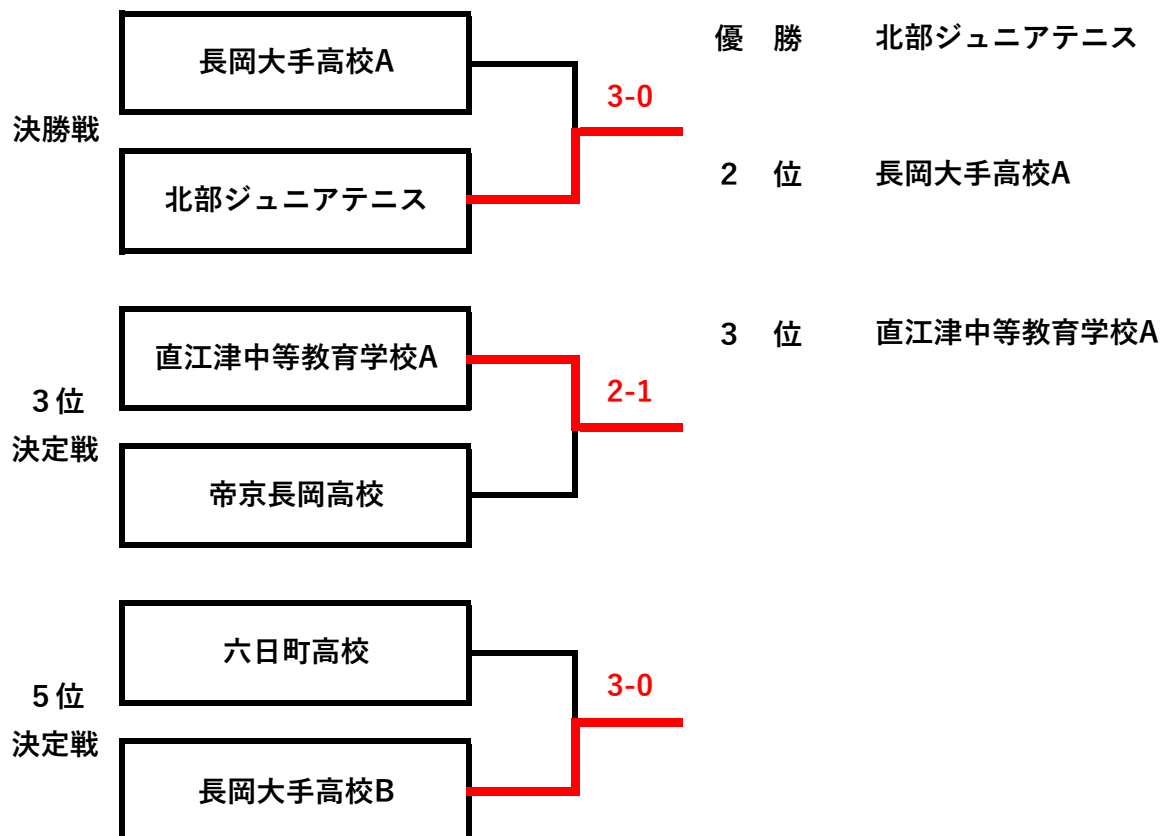 長岡大手高校A
決勝戦
3-0
北部ジュニアテニス
優　勝　北部ジュニアテニス
2　位　長岡大手高校A
3　位　直江津中等教育学校A
直江津中等教育学校A
3位
決定戦
2-1
帝京長岡高校
六日町高校
5位
決定戦
3-0
長岡大手高校B